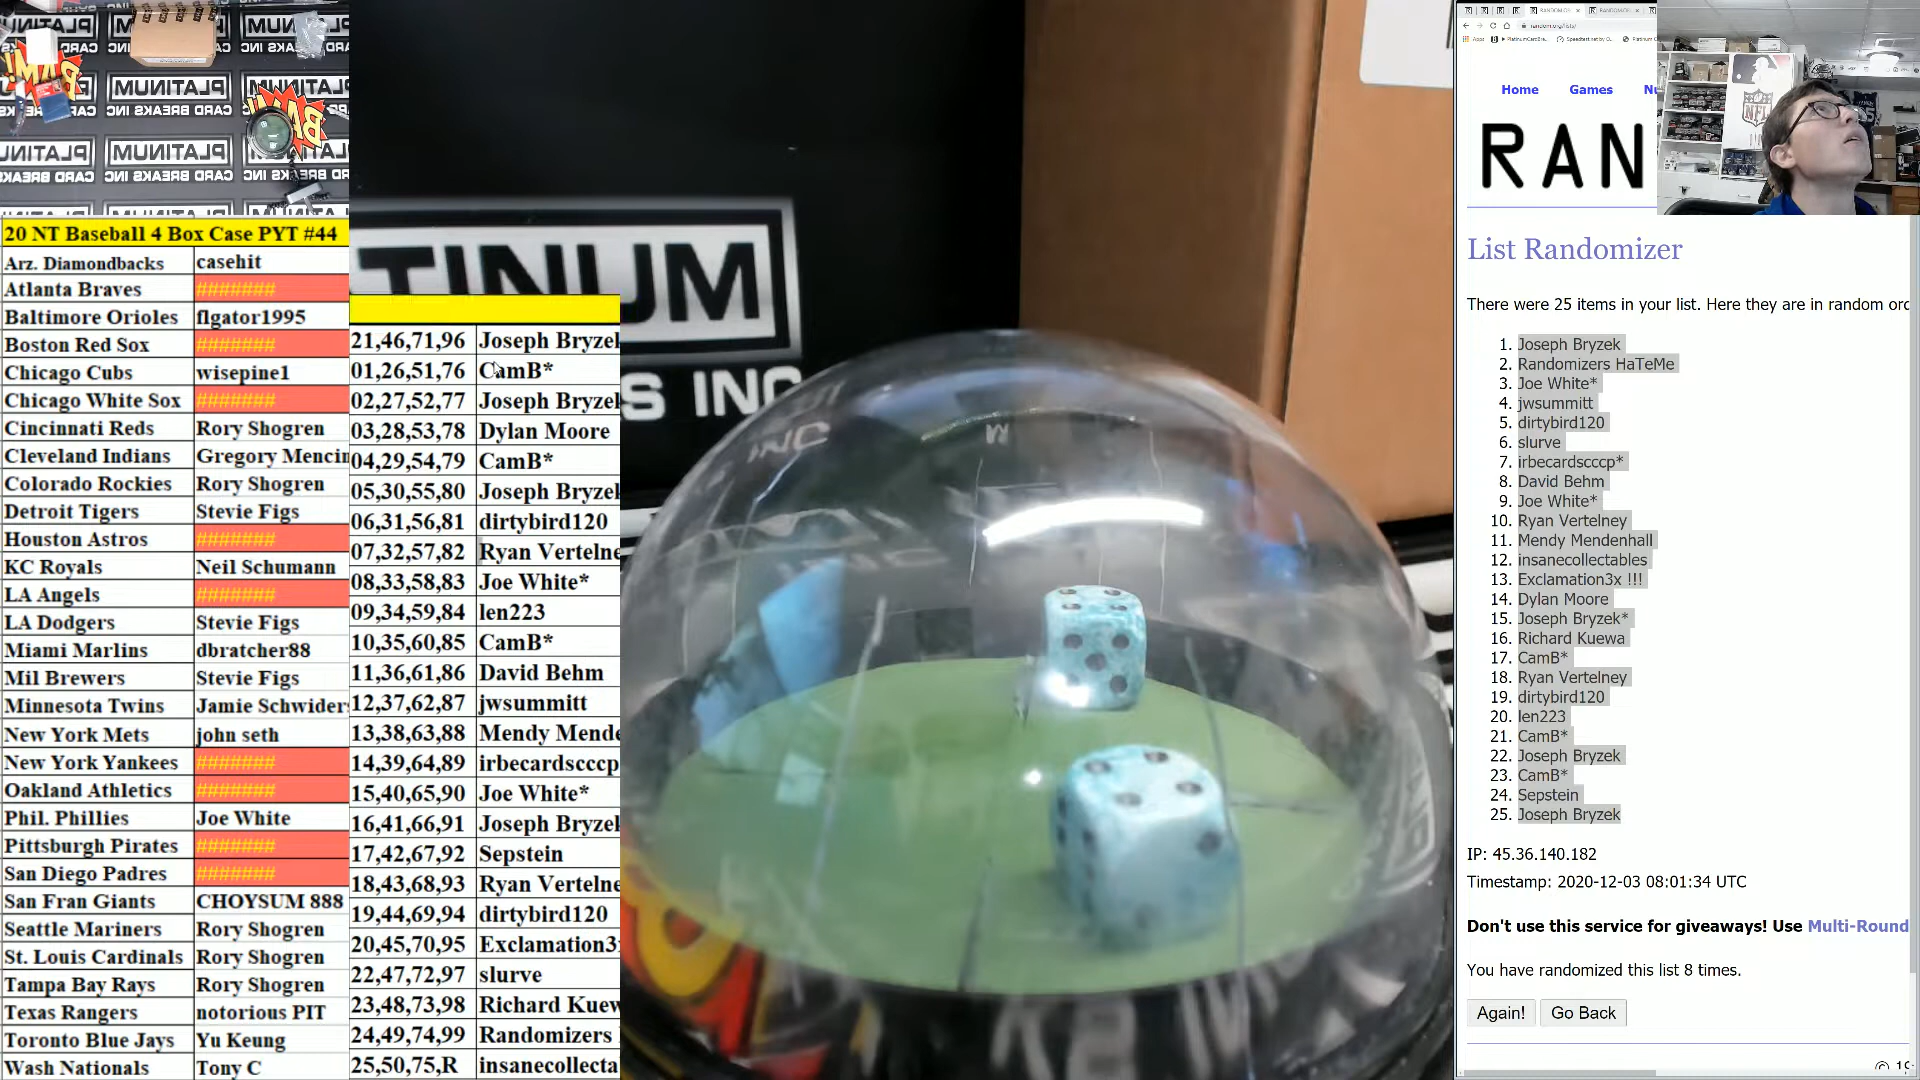 20 NT Baseball 4 Box Case PYT #44
Arz. Diamondbacks casehit
Atlanta Braves #######
Baltimore Orioles flgator1995
Boston Red Sox #######
Chicago Cubs wisepine1
Chicago White Sox #######
Cincinnati Reds Rory Shogren
Cleveland Indians Gregory Mencin
Colorado Rockies Rory Shogren
Detroit Tigers Stevie Figs
Houston Astros #######
KC Royals Neil Schumann
LA Angels #######
LA Dodgers Stevie Figs
Miami Marlins dbratcher88
Mil Brewers Stevie Figs
Minnesota Twins Jamie Schwiders
New York Mets john seth
New York Yankees #######
Oakland Athletics #######
Phil. Phillies Joe White
Pittsburgh Pirates #######
San Diego Padres #######
San Fran Giants CHOYSUM 888
Seattle Mariners Rory Shogren
St. Louis Cardinals Rory Shogren
Tampa Bay Rays Rory Shogren
Texas Rangers notorious PIT
Toronto Blue Jays Yu Keung
Wash Nationals Tony C
21,46,71,96 Joseph Bryzek
01,26,51,76 CamB*
02,27,52,77 Joseph Bryzek
03,28,53,78 Dylan Moore
04,29,54,79 CamB*
05,30,55,80 Joseph Bryzek
06,31,56,81 dirtybird120
07,32,57,82 Ryan Vertelne
08,33,58,83 Joe White*
09,34,59,84 len223
10,35,60,85 CamB*
11,36,61,86 David Behm
12,37,62,87 jwsummitt
13,38,63,88 Mendy Mende
14,39,64,89 irbecardscccp
15,40,65,90 Joe White*
16,41,66,91 Joseph Bryzek
17,42,67,92 Sepstein
18,43,68,93 Ryan Vertelne
19,44,69,94 dirtybird120
20,45,70,95 Exclamation3x
22,47,72,97 slurve
23,48,73,98 Richard Kuew
24,49,74,99 Randomizers
25,50,75,R insanecollecta
TINUM
S INC
PLATINUM
CARD BREAKS INC
Home Games Nu
RAN
List Randomizer
There were 25 items in your list. Here they are in random ord
1. Joseph Bryzek
2. Randomizers HaTeMe
3. Joe White*
4. jwsummitt
5. dirtybird120
6. slurve
7. irbecardscccp*
8. David Behm
9. Joe White*
10. Ryan Vertelney
11. Mendy Mendenhall
12. insanecollectables
13. Exclamation3x !!!
14. Dylan Moore
15. Joseph Bryzek*
16. Richard Kuewa
17. CamB*
18. Ryan Vertelney
19. dirtybird120
20. len223
21. CamB*
22. Joseph Bryzek
23. CamB*
24. Sepstein
25. Joseph Bryzek
IP: 45.36.140.182
Timestamp: 2020-12-03 08:01:34 UTC
Don't use this service for giveaways! Use Multi-Round
You have randomized this list 8 times.
Again! Go Back